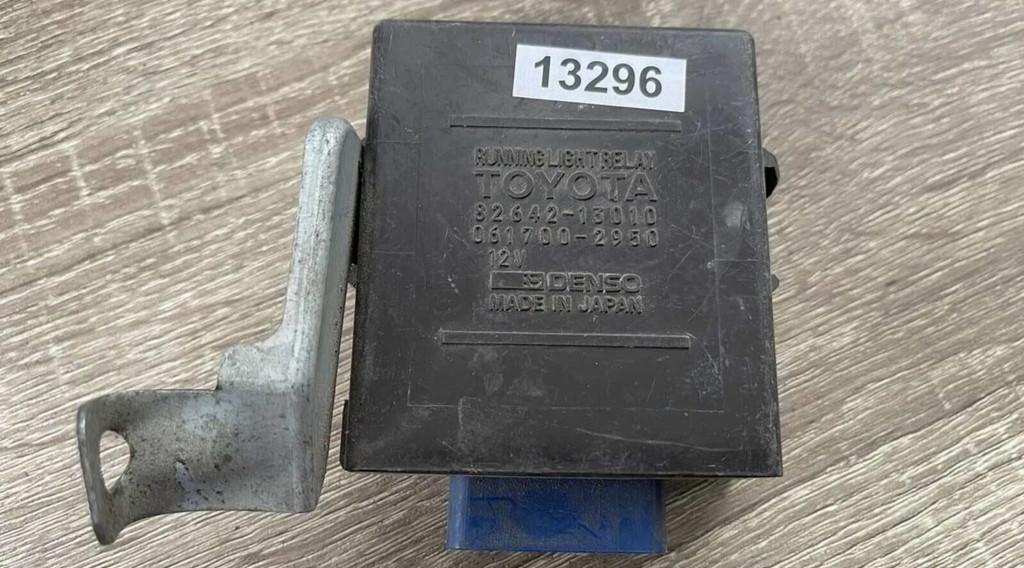 13296
RUNNING LIGHT RELAY
TOYOTA
82642-13010
061700-2950
12V
DENSO
MADE IN JAPAN